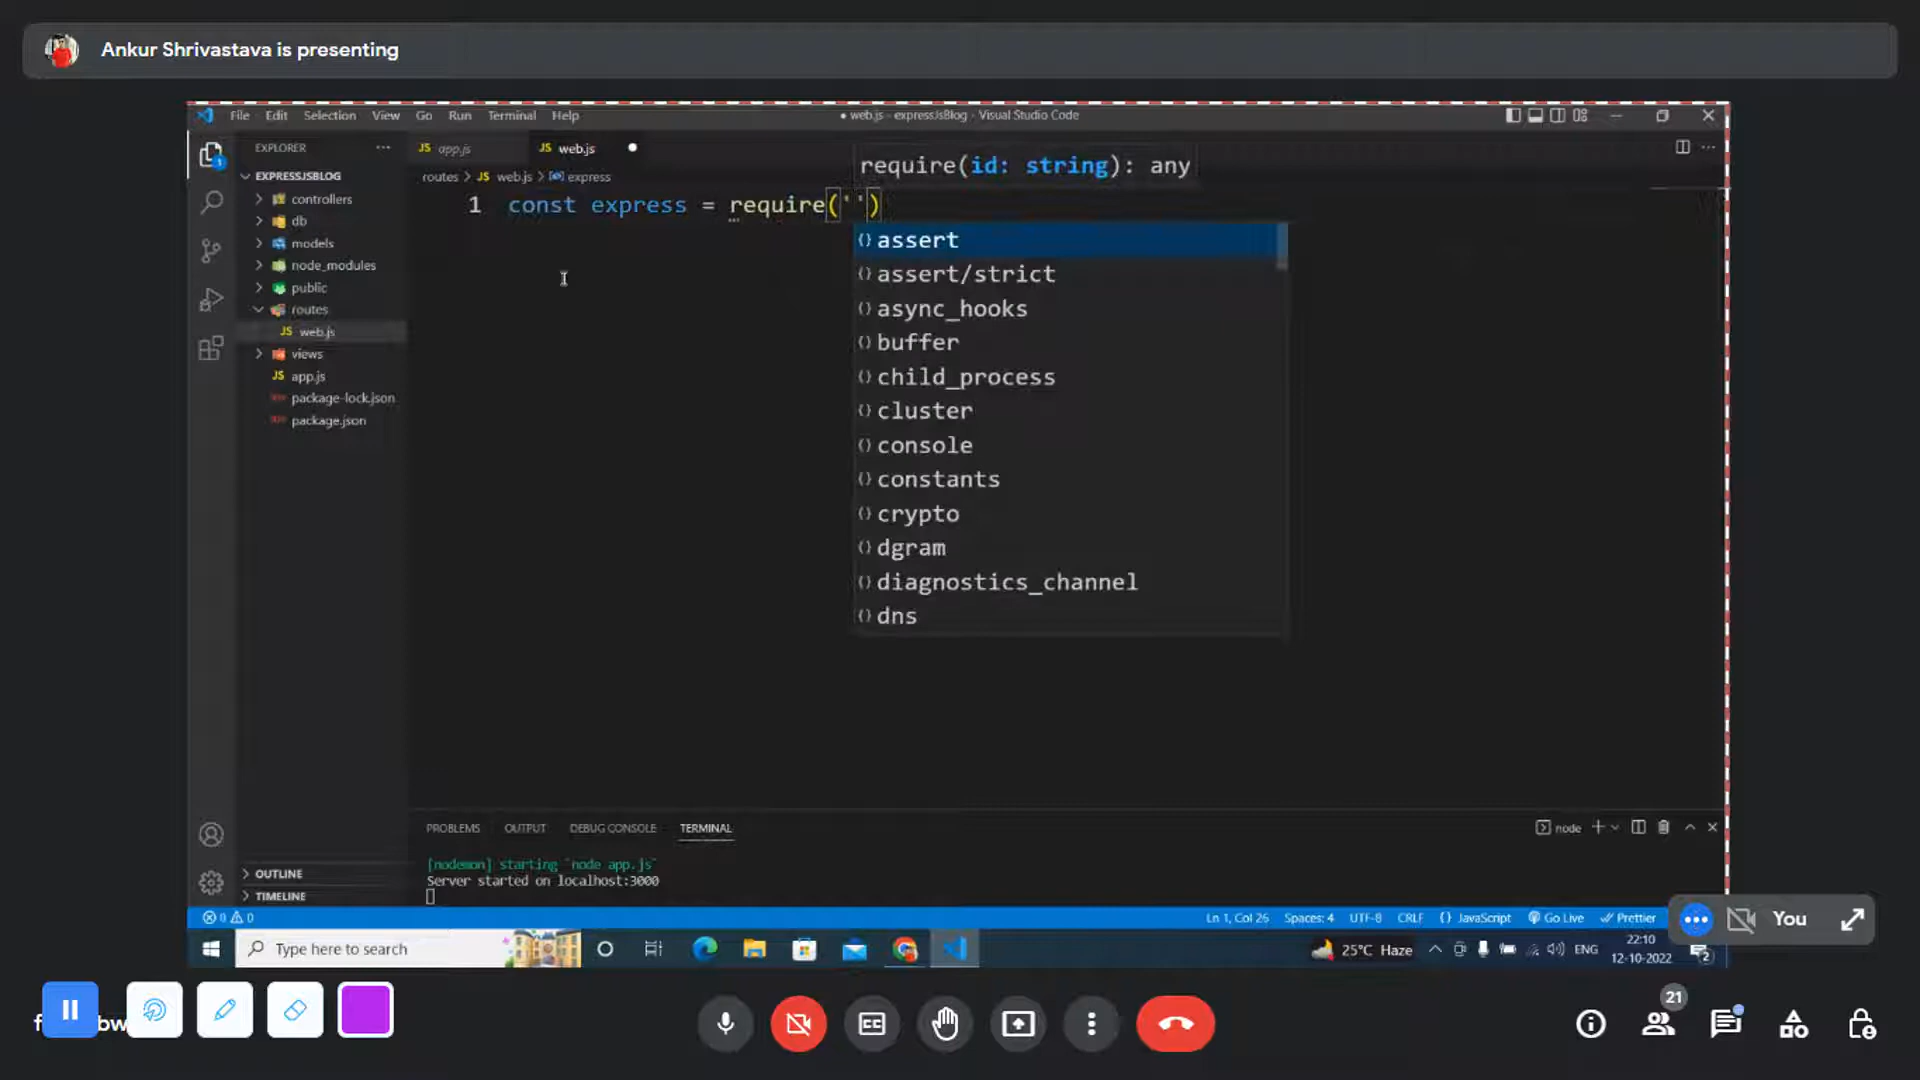 Ankur Shrivastava is presenting
File Edit Selection View Go Run Terminal Help
● web.js - expressJsBlog - Visual Studio Code
EXPLORER ···
JS app.js
JS web.js ●
EXPRESSJSBLOG
routes > JS web.js > express
require(id: string): any
1 const express = require('')
controllers
db
models
node_modules
public
routes
JS web.js
views
JS app.js
package-lock.json
package.json
assert
assert/strict
async_hooks
buffer
child_process
cluster
console
constants
crypto
dgram
diagnostics_channel
dns
PROBLEMS OUTPUT DEBUG CONSOLE TERMINAL
node
[nodemon] starting `node app.js`
Server started on localhost:3000
OUTLINE
TIMELINE
0 0
Ln 1, Col 26 Spaces: 4 UTF-8 CRLF {} JavaScript Go Live Prettier
You
Type here to search
25°C Haze
ENG
22:10
12-10-2022
2
21